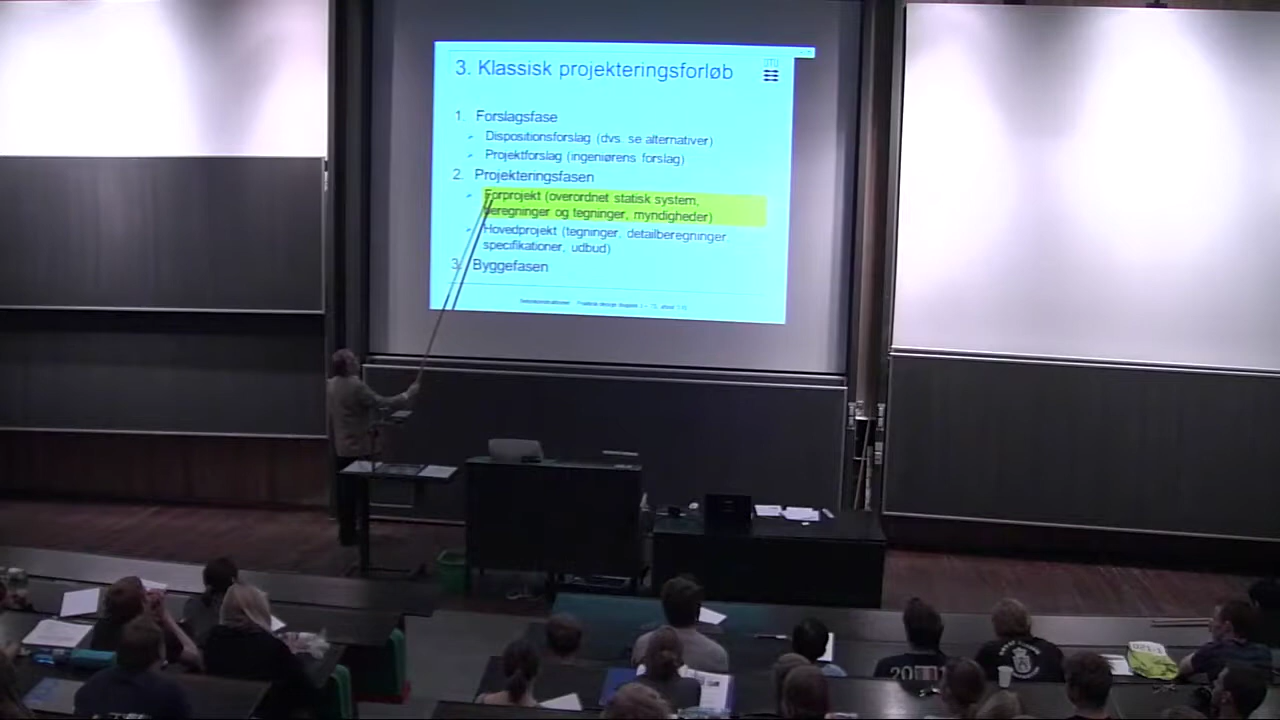 3. Klassisk projekteringsforløb
DTU
1. Forslagsfase
Dispositionsforslag (dvs. se alternativer)
Projektforslag (ingeniørens forslag)
2. Projekteringsfasen
Forprojekt (overordnet statisk system,
beregninger og tegninger, myndigheder)
Hovedprojekt (tegninger, detailberegninger,
specifikationer, udbud)
3. Byggefasen